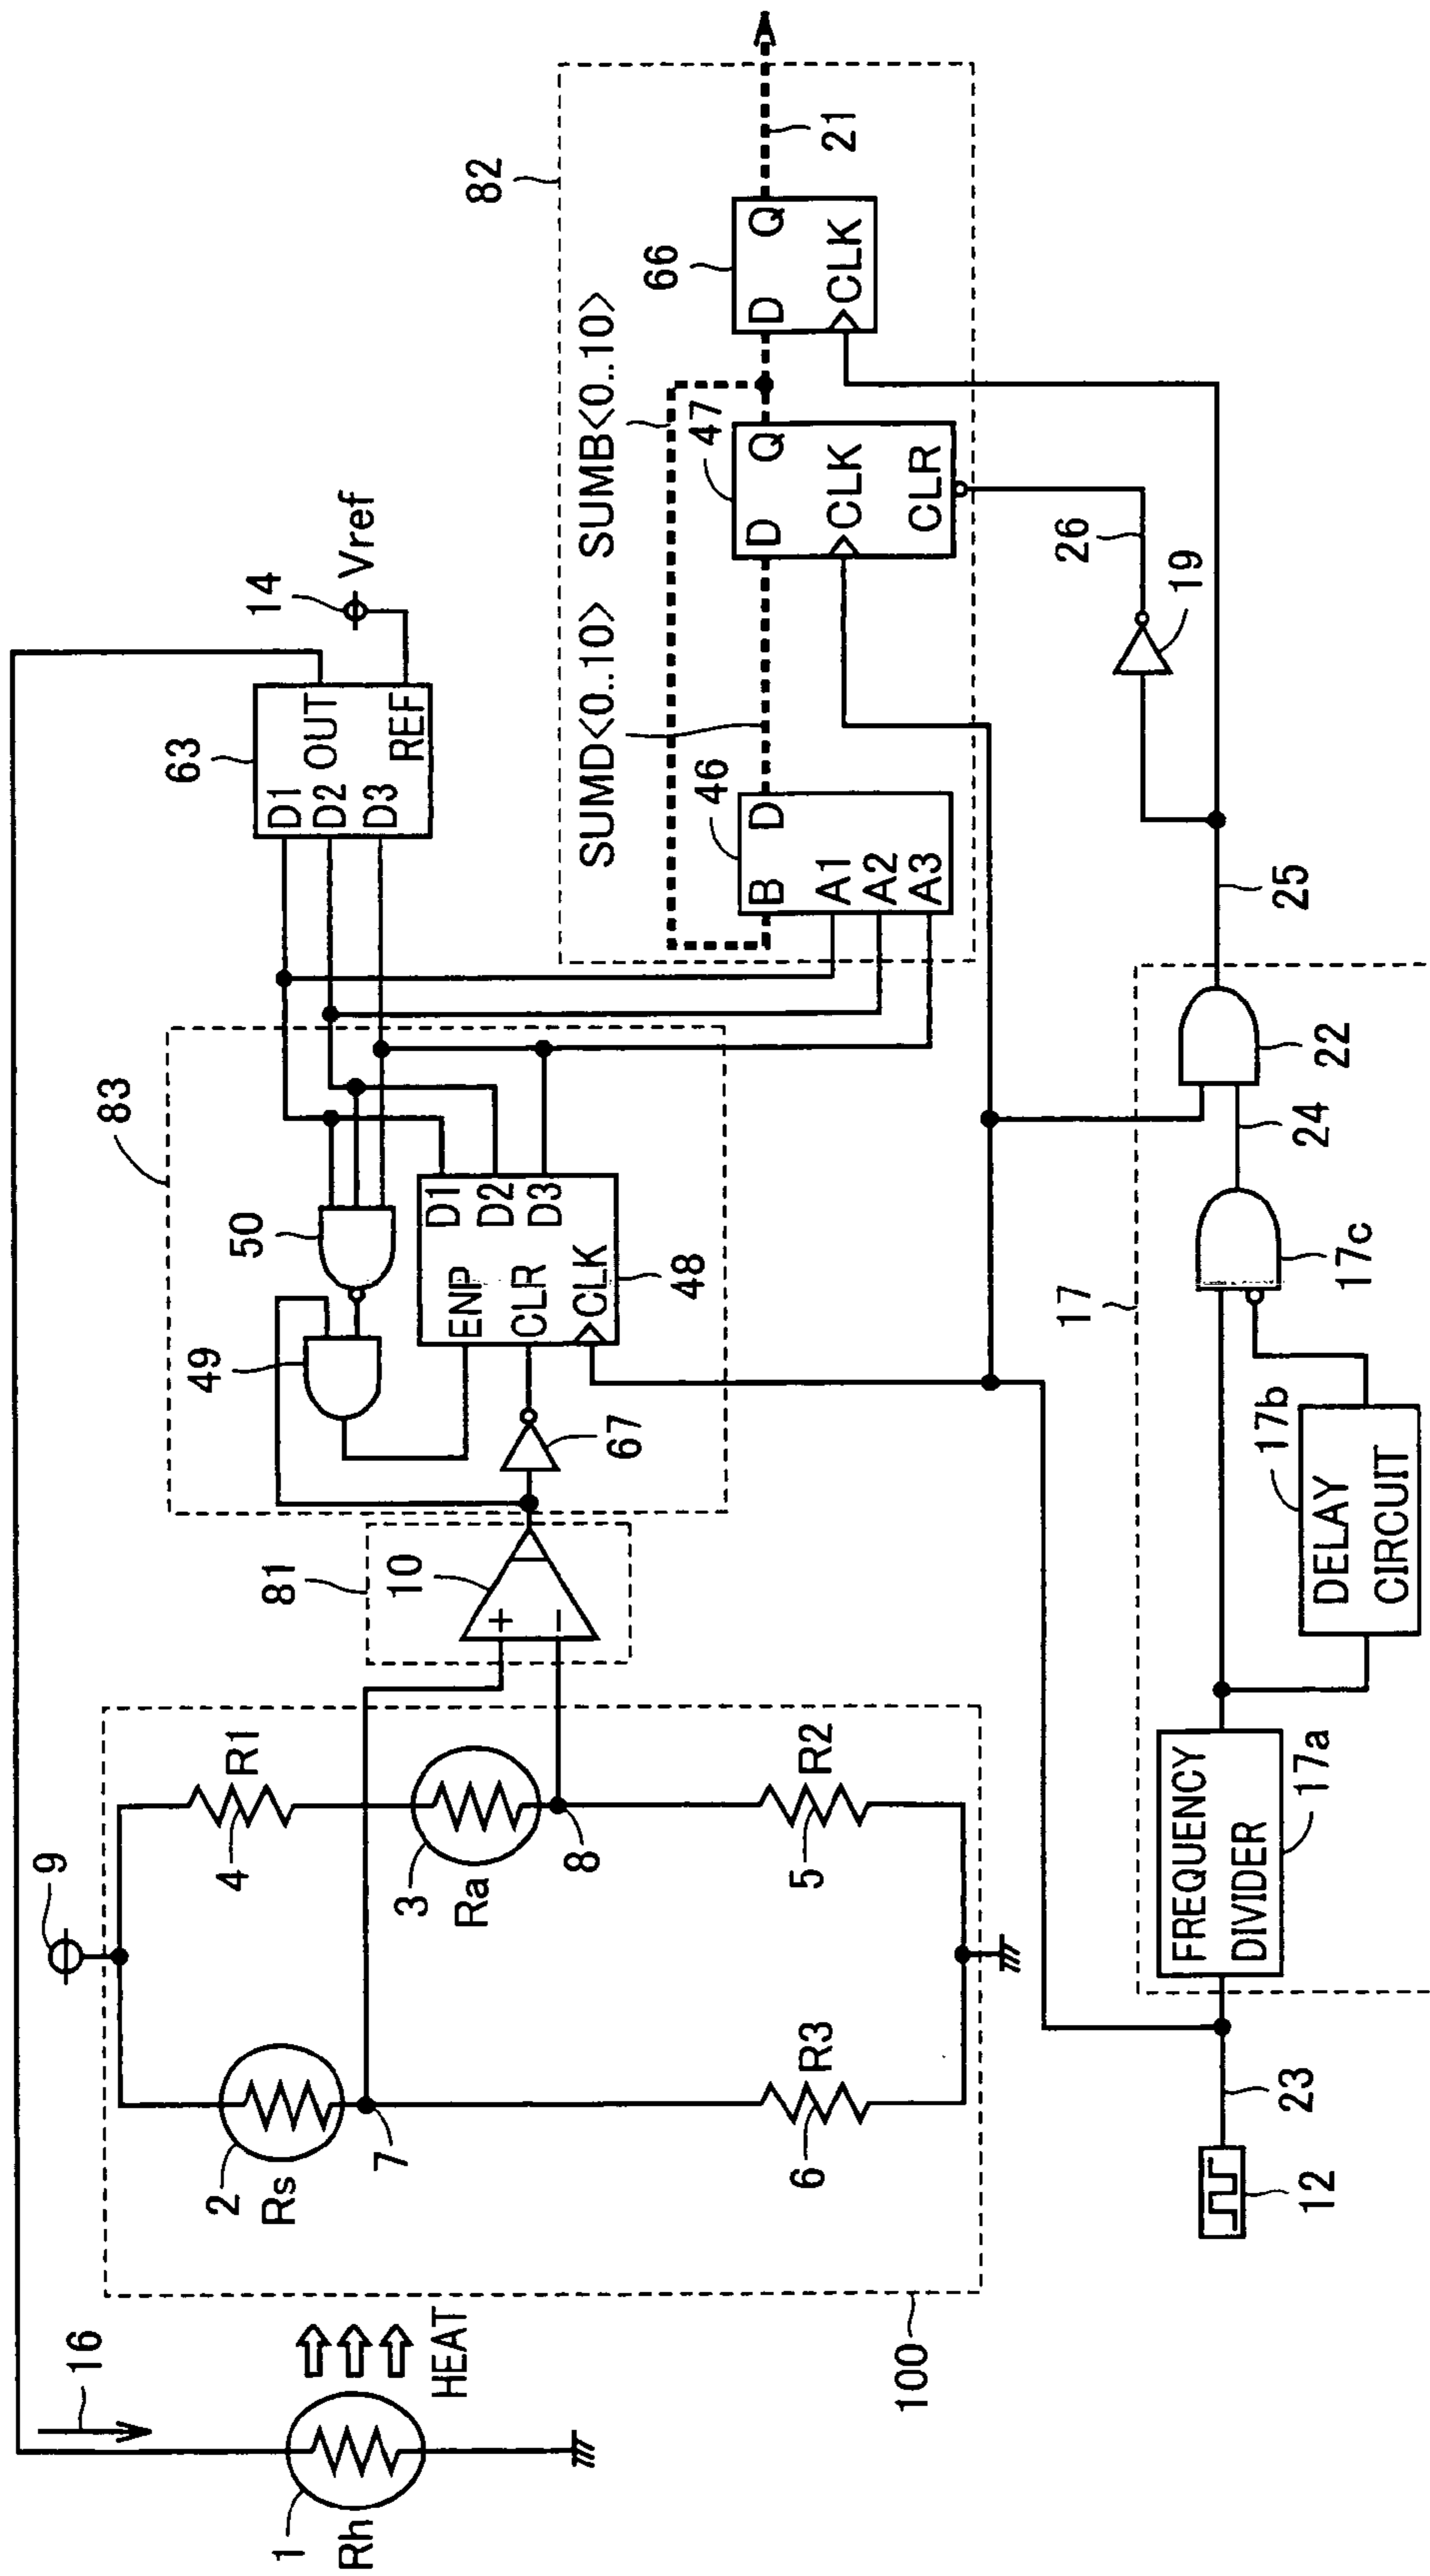 16
1
Rh
HEAT
100
9
2
Rs
7
R1
4
3
Ra
8
R3
6
R2
5
81
10
+
−
83
49
50
67
ENP
CLR
CLK
D1
D2
D3
48
63
D1
D2
D3
OUT
REF
14
Vref
82
SUMD<0..10>
SUMB<0..10>
46
B
D
A1
A2
A3
47
D
Q
CLK
CLR
66
D
Q
CLK
21
12
23
17
FREQUENCY
DIVIDER
17a
DELAY
CIRCUIT
17b
17c
24
22
25
19
26